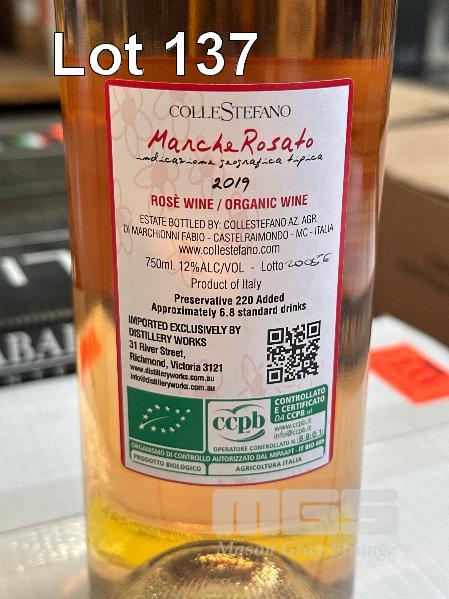 Lot 137
COLLESTEFANO
Marche Rosato
indicazione geografica tipica
2019
ROSÈ WINE / ORGANIC WINE
ESTATE BOTTLED BY: COLLESTEFANO AZ. AGR.
DI MARCHIONNI FABIO - CASTELRAIMONDO - MC - ITALIA
www.collestefano.com
750ml. 12%ALC/VOL - Lotto
Product of Italy
Preservative 220 Added
Approximately 6.8 standard drinks
IMPORTED EXCLUSIVELY BY
DISTILLERY WORKS
31 River Street,
Richmond, Victoria 3121
www.distilleryworks.com.au
info@distilleryworks.com.au
ccpb
CONTROLLATO
E CERTIFICATO
DA CCPB srl
www.ccpb.it
info@ccpb.it
OPERATORE CONTROLLATO N.
ORGANISMO DI CONTROLLO AUTORIZZATO DAL MIPAAFT - IT BIO 009
PRODOTTO BIOLOGICO
AGRICOLTURA ITALIA
MGS
Mason Gray Strange